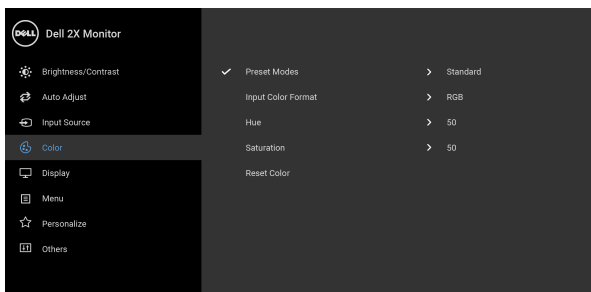 DELL Dell 2X Monitor
Brightness/Contrast
Preset Modes Standard
Auto Adjust
Input Color Format RGB
Input Source
Hue 50
Color
Saturation 50
Display
Reset Color
Menu
Personalize
Others